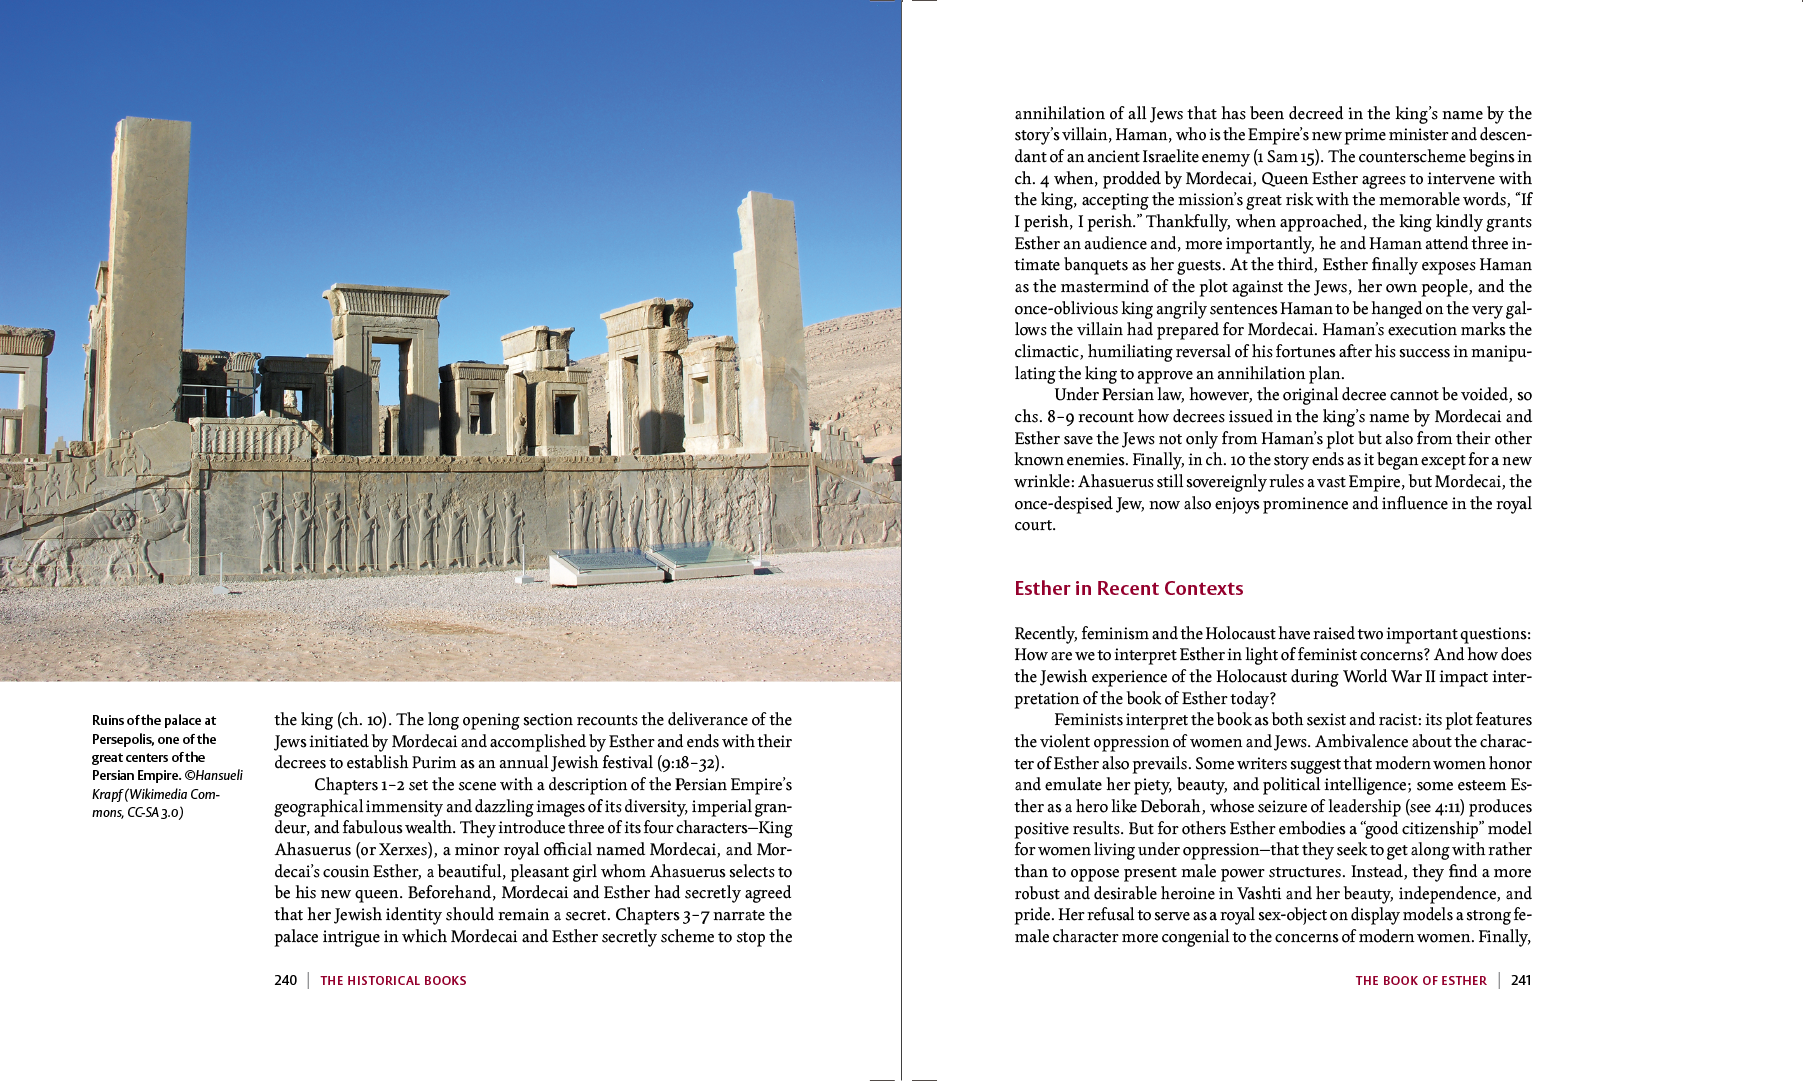 Ruins of the palace at
Persepolis, one of the
great centers of the
Persian Empire. ©Hansueli
Krapf (Wikimedia Com-
mons, CC-SA 3.0)
the king (ch. 10). The long opening section recounts the deliverance of the
Jews initiated by Mordecai and accomplished by Esther and ends with their
decrees to establish Purim as an annual Jewish festival (9:18–32).
Chapters 1–2 set the scene with a description of the Persian Empire’s
geographical immensity and dazzling images of its diversity, imperial gran-
deur, and fabulous wealth. They introduce three of its four characters—King
Ahasuerus (or Xerxes), a minor royal official named Mordecai, and Mor-
decai’s cousin Esther, a beautiful, pleasant girl whom Ahasuerus selects to
be his new queen. Beforehand, Mordecai and Esther had secretly agreed
that her Jewish identity should remain a secret. Chapters 3–7 narrate the
palace intrigue in which Mordecai and Esther secretly scheme to stop the
240 | THE HISTORICAL BOOKS
annihilation of all Jews that has been decreed in the king’s name by the
story’s villain, Haman, who is the Empire’s new prime minister and descen-
dant of an ancient Israelite enemy (1 Sam 15). The counterscheme begins in
ch. 4 when, prodded by Mordecai, Queen Esther agrees to intervene with
the king, accepting the mission’s great risk with the memorable words, “If
I perish, I perish.” Thankfully, when approached, the king kindly grants
Esther an audience and, more importantly, he and Haman attend three in-
timate banquets as her guests. At the third, Esther finally exposes Haman
as the mastermind of the plot against the Jews, her own people, and the
once-oblivious king angrily sentences Haman to be hanged on the very gal-
lows the villain had prepared for Mordecai. Haman’s execution marks the
climactic, humiliating reversal of his fortunes after his success in manipu-
lating the king to approve an annihilation plan.
Under Persian law, however, the original decree cannot be voided, so
chs. 8–9 recount how decrees issued in the king’s name by Mordecai and
Esther save the Jews not only from Haman’s plot but also from their other
known enemies. Finally, in ch. 10 the story ends as it began except for a new
wrinkle: Ahasuerus still sovereignly rules a vast Empire, but Mordecai, the
once-despised Jew, now also enjoys prominence and influence in the royal
court.
Esther in Recent Contexts
Recently, feminism and the Holocaust have raised two important questions:
How are we to interpret Esther in light of feminist concerns? And how does
the Jewish experience of the Holocaust during World War II impact inter-
pretation of the book of Esther today?
Feminists interpret the book as both sexist and racist: its plot features
the violent oppression of women and Jews. Ambivalence about the charac-
ter of Esther also prevails. Some writers suggest that modern women honor
and emulate her piety, beauty, and political intelligence; some esteem Es-
ther as a hero like Deborah, whose seizure of leadership (see 4:11) produces
positive results. But for others Esther embodies a “good citizenship” model
for women living under oppression—that they seek to get along with rather
than to oppose present male power structures. Instead, they find a more
robust and desirable heroine in Vashti and her beauty, independence, and
pride. Her refusal to serve as a royal sex-object on display models a strong fe-
male character more congenial to the concerns of modern women. Finally,
THE BOOK OF ESTHER | 241